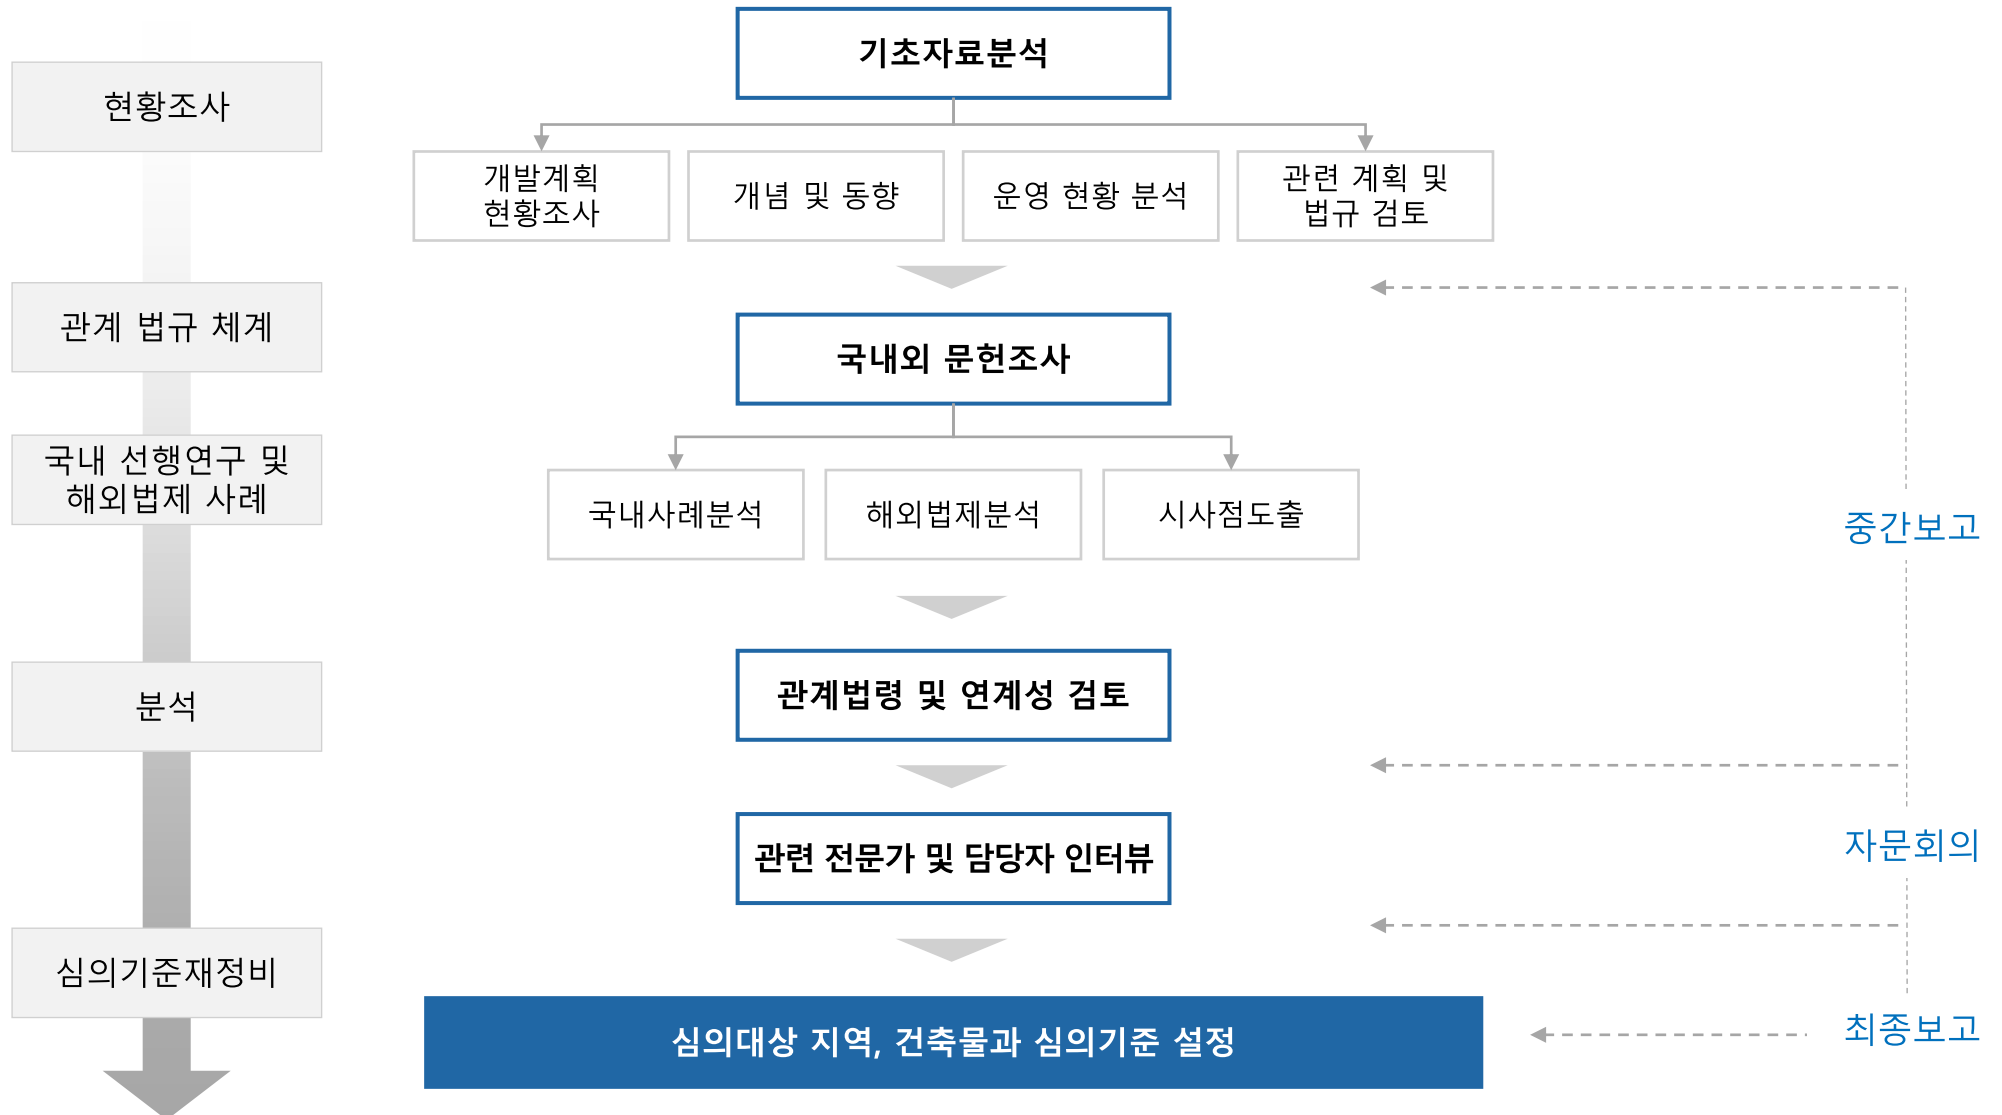 현황조사
관계 법규 체계
국내 선행연구 및
해외법제 사례
분석
심의기준재정비
기초자료분석
개발계획
현황조사
개념 및 동향
운영 현황 분석
관련 계획 및
법규 검토
국내외 문헌조사
국내사례분석
해외법제분석
시사점도출
관계법령 및 연계성 검토
관련 전문가 및 담당자 인터뷰
심의대상 지역, 건축물과 심의기준 설정
중간보고
자문회의
최종보고